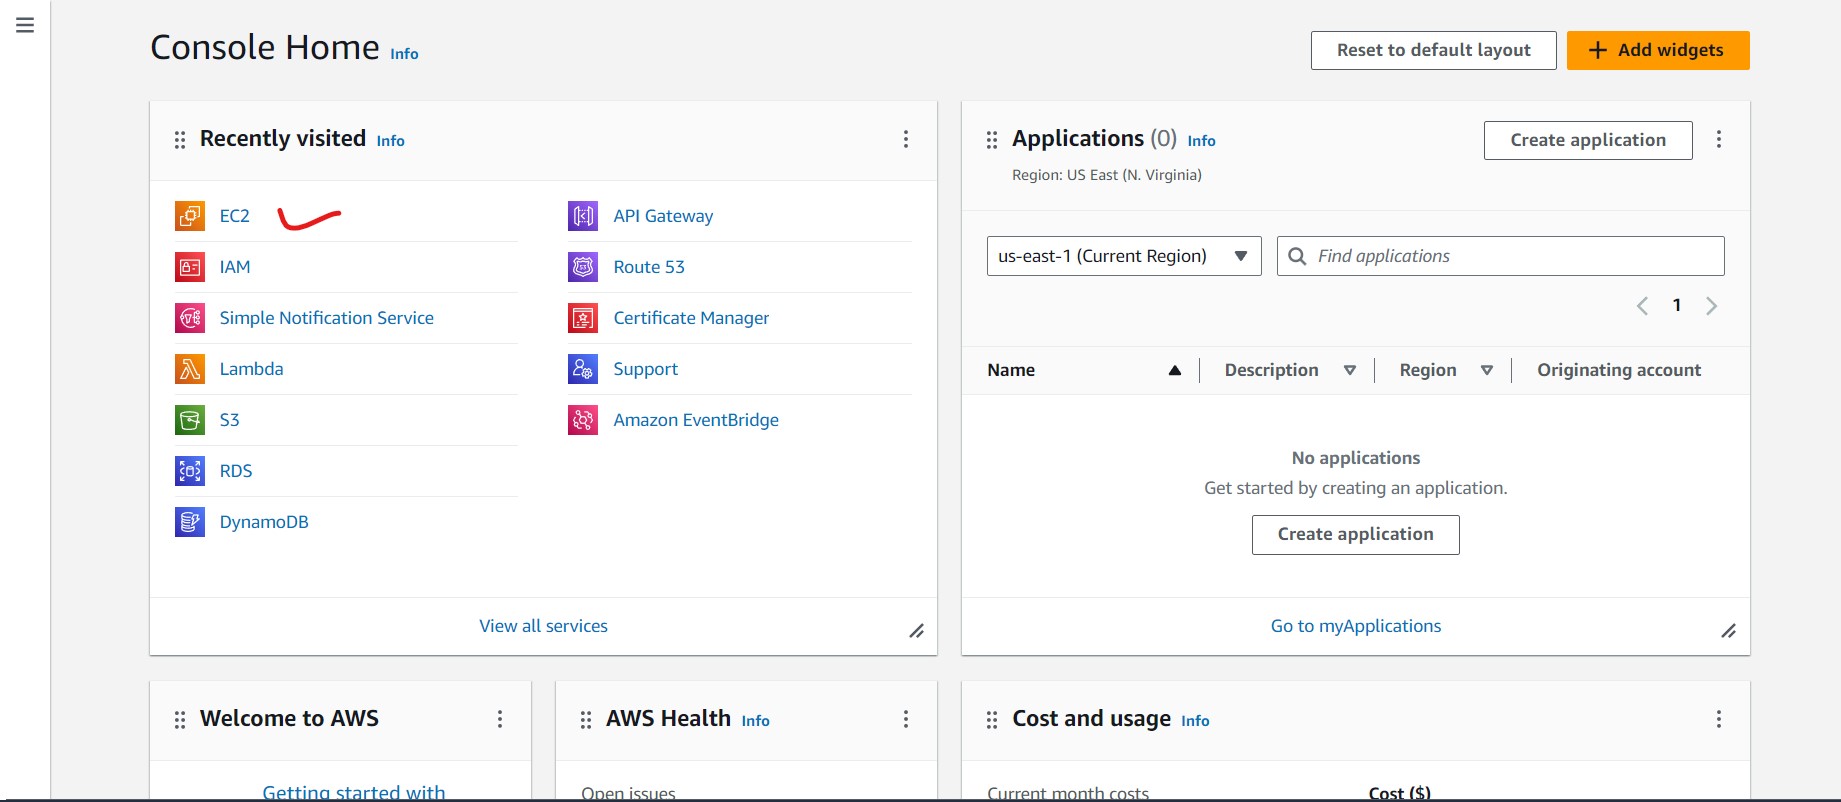 Console Home Info
Reset to default layout
Add widgets
Recently visited Info
EC2
IAM
Simple Notification Service
Lambda
S3
RDS
DynamoDB
API Gateway
Route 53
Certificate Manager
Support
Amazon EventBridge
View all services
Applications (0) Info
Region: US East (N. Virginia)
Create application
us-east-1 (Current Region)
Find applications
1
Name Description Region Originating account
No applications
Get started by creating an application.
Create application
Go to myApplications
Welcome to AWS
Getting started with
AWS Health Info
Open issues
Cost and usage Info
Current month costs
Cost ($)